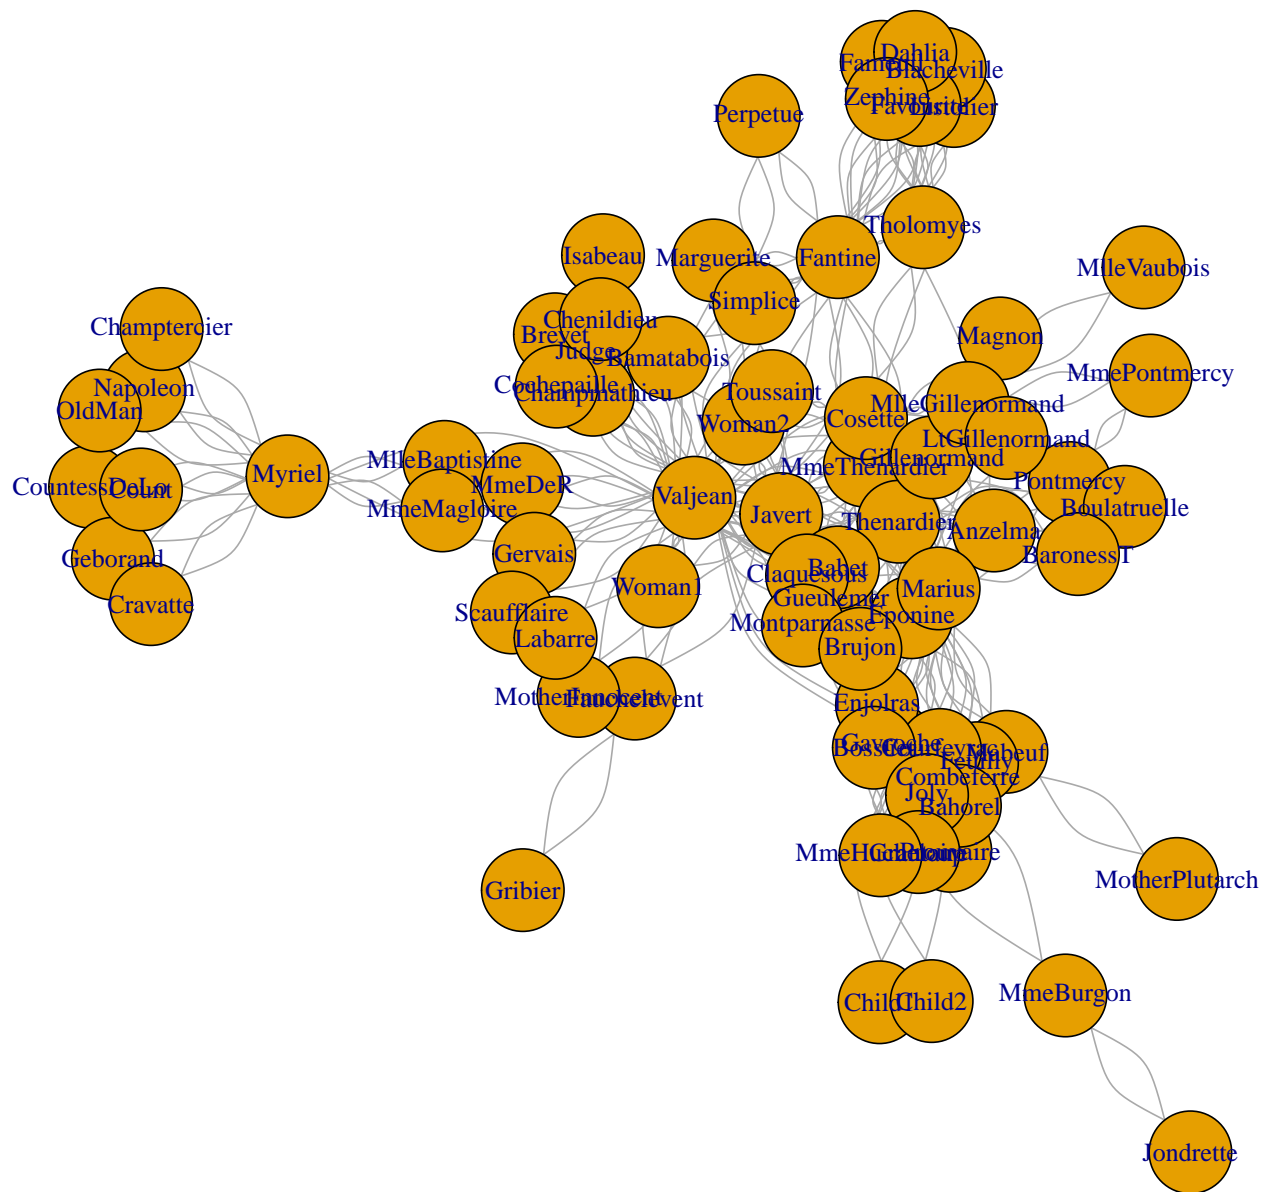 Dahlia
Fameuil
Blacheville
Zephine
Favourite
Listolier
Perpetue
Tholomyes
Isabeau
Marguerite
Fantine
MlleVaubois
Simplice
Chenildieu
Champtercier
Brevet
Judge
Bamatabois
Magnon
MmePontmercy
Napoleon
OldMan
Cochepaille
Champmathieu
Toussaint
Woman2
Cosette
MlleGillenormand
LtGillenormand
Gillenormand
MlleBaptistine
Myriel
MmeDeR
MmeThenardier
CountessDeLo
Count
Pontmercy
MmeMagloire
Valjean
Javert
Thenardier
Boulatruelle
Anzelma
Geborand
Gervais
BaronessT
Claquesous
Babet
Cravatte
Woman1
Gueulemer
Marius
Scaufflaire
Labarre
Montparnasse
Eponine
Brujon
MotherInnocent
Fauchelevent
Enjolras
Gavroche
Bossuet
Courfeyrac
Feuilly
Mabeuf
Combeferre
Joly
Bahorel
MmeHucheloup
Grantaire
Prouvaire
Gribier
MotherPlutarch
Child1
Child2
MmeBurgon
Jondrette